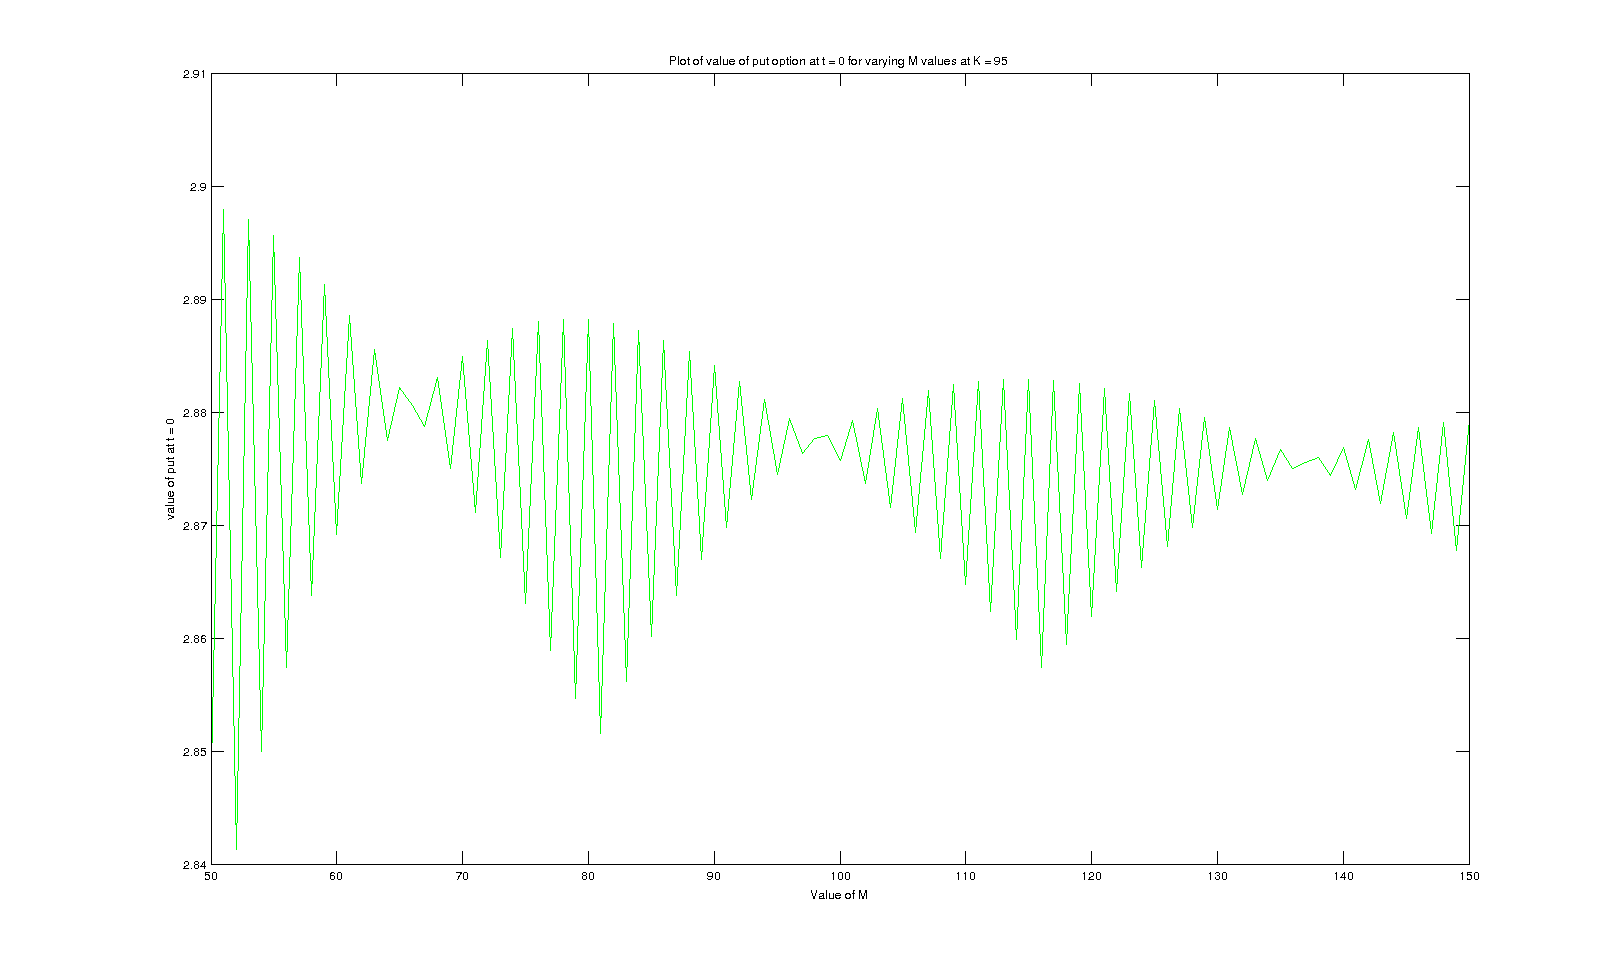 Plot of value of put option at t = 0 for varying M values at K = 95
2.91
2.9
2.89
2.88
2.87
2.86
2.85
2.84
value of put at t = 0
50 60 70 80 90 100 110 120 130 140 150
Value of M